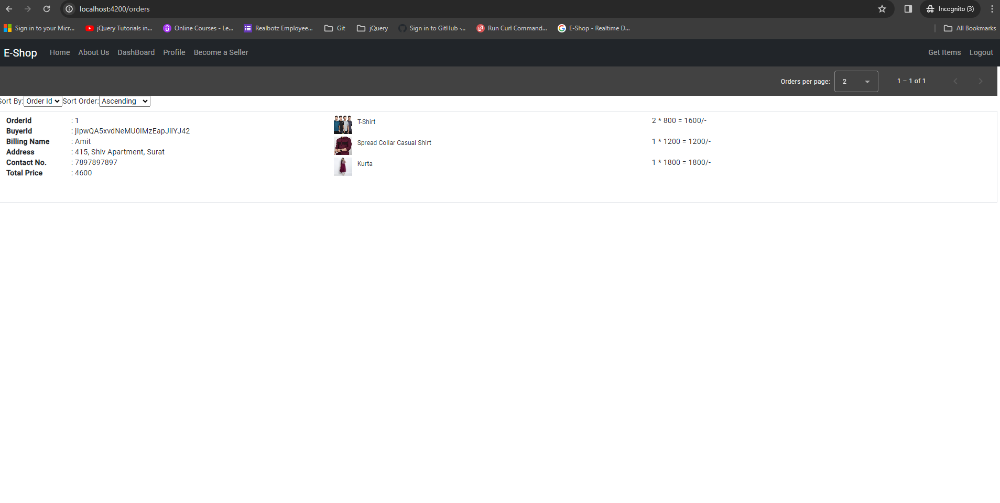 localhost:4200/orders
Incognito (3)
Sign in to your Micr... jQuery Tutorials in... Online Courses - Le... Realbotz Employee... Git jQuery Sign in to GitHub ·... Run Curl Command... E-Shop - Realtime D... All Bookmarks
E-Shop Home About Us DashBoard Profile Become a Seller Get Items Logout
Orders per page: 2 1 – 1 of 1
Sort By: Order Id Sort Order: Ascending
OrderId : 1
BuyerId : jIpwQA5xvdNeMU0IMzEapJiiYJ42
Billing Name : Amit
Address : 415, Shiv Apartment, Surat
Contact No. : 7897897897
Total Price : 4600
T-Shirt 2 * 800 = 1600/-
Spread Collar Casual Shirt 1 * 1200 = 1200/-
Kurta 1 * 1800 = 1800/-